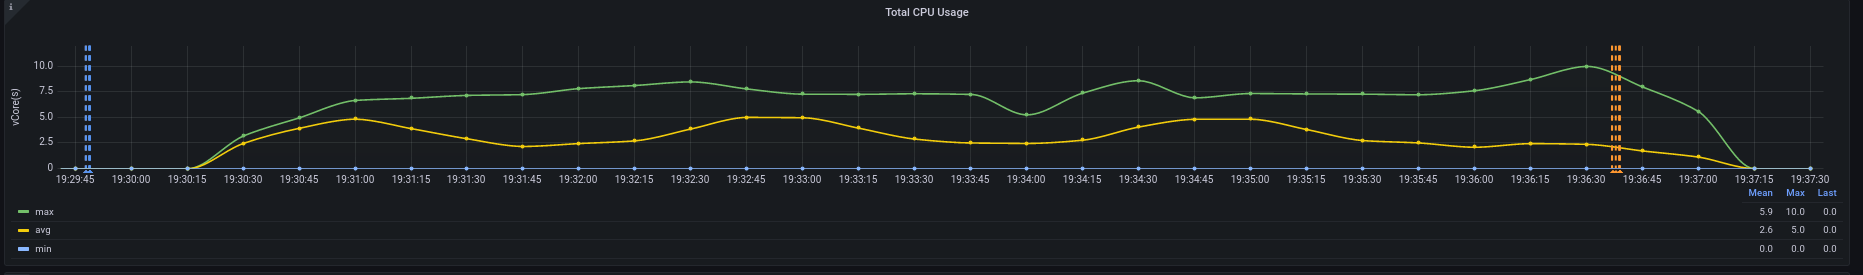 i
Total CPU Usage
vCore(s)
10.0
7.5
5.0
2.5
0
19:29:45 19:30:00 19:30:15 19:30:30 19:30:45 19:31:00 19:31:15 19:31:30 19:31:45 19:32:00 19:32:15 19:32:30 19:32:45 19:33:00 19:33:15 19:33:30 19:33:45 19:34:00 19:34:15 19:34:30 19:34:45 19:35:00 19:35:15 19:35:30 19:35:45 19:36:00 19:36:15 19:36:30 19:36:45 19:37:00 19:37:15 19:37:30
Mean Max Last
max 5.9 10.0 0.0
avg 2.6 5.0 0.0
min 0.0 0.0 0.0